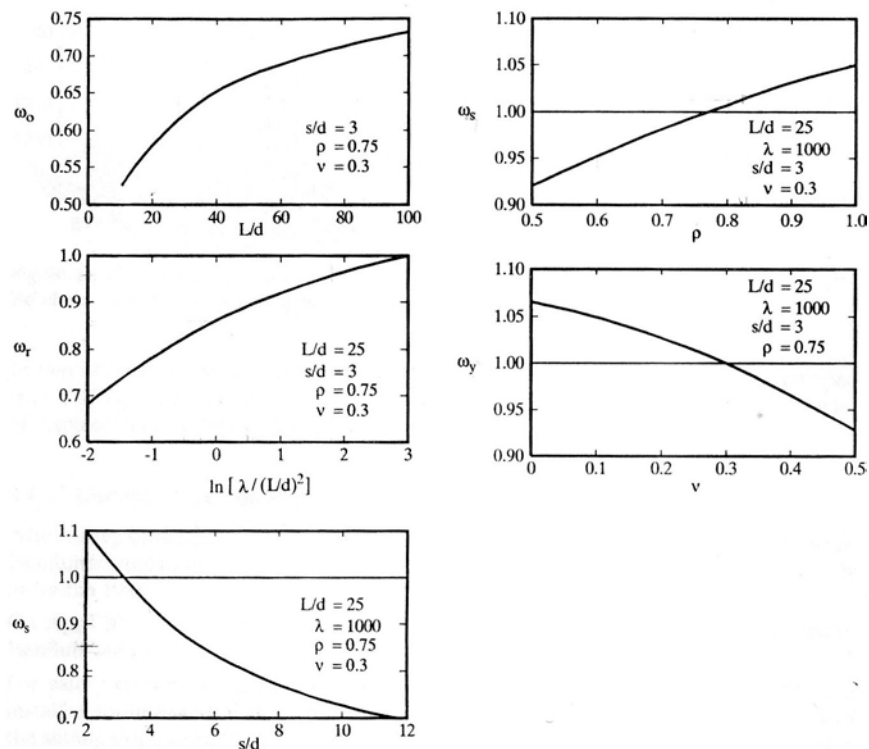 0.75
0.70
0.65
0.60
0.55
0.50
ω₀
s/d = 3
ρ = 0.75
ν = 0.3
0 20 40 60 80 100
L/d
1.10
1.05
1.00
0.95
0.90
ωs
L/d = 25
λ = 1000
s/d = 3
ν = 0.3
0.5 0.6 0.7 0.8 0.9 1.0
ρ
1.0
0.9
0.8
0.7
0.6
ωr
L/d = 25
s/d = 3
ρ = 0.75
ν = 0.3
-2 -1 0 1 2 3
ln [ λ / (L/d)² ]
1.10
1.05
1.00
0.95
0.90
ωy
L/d = 25
λ = 1000
s/d = 3
ρ = 0.75
0 0.1 0.2 0.3 0.4 0.5
ν
1.1
1.0
0.9
0.8
0.7
ωs
L/d = 25
λ = 1000
ρ = 0.75
ν = 0.3
2 4 6 8 10 12
s/d